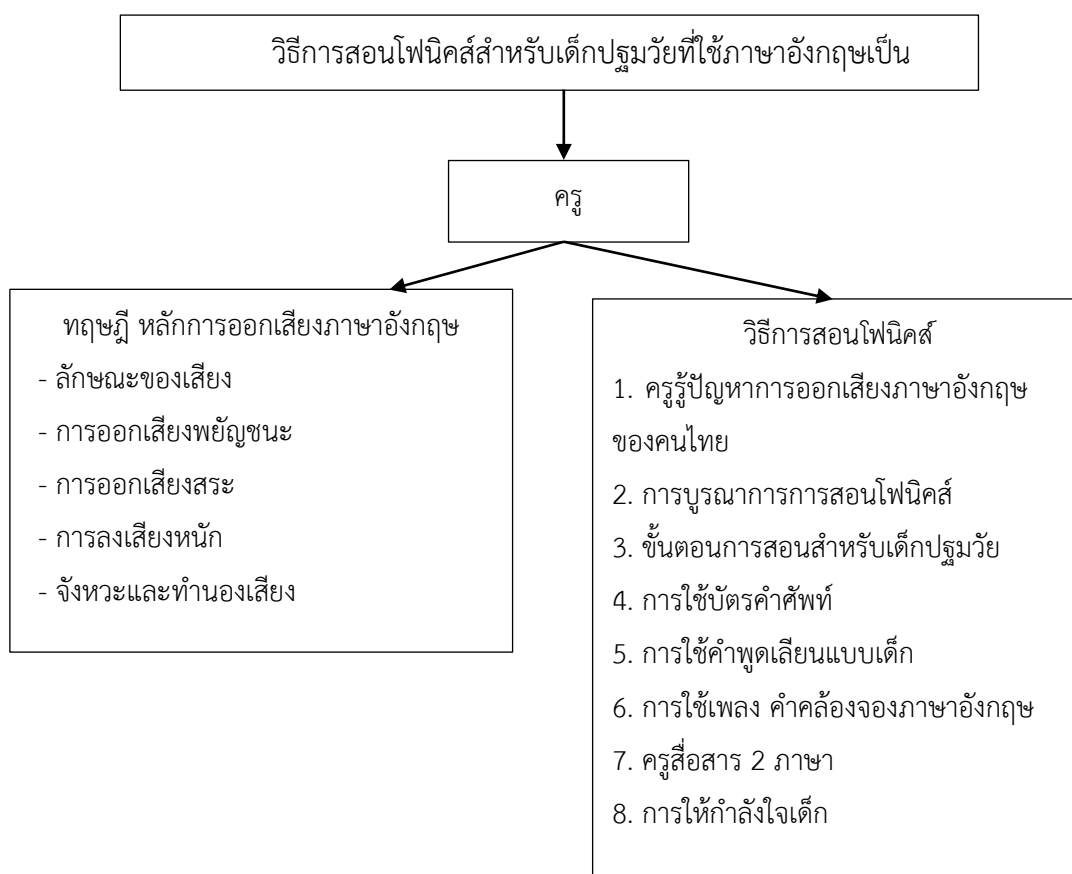 วิธีการสอนโฟนิคส์สำหรับเด็กปฐมวัยที่ใช้ภาษาอังกฤษเป็น
ครู
ทฤษฎี หลักการออกเสียงภาษาอังกฤษ
- ลักษณะของเสียง
- การออกเสียงพยัญชนะ
- การออกเสียงสระ
- การลงเสียงหนัก
- จังหวะและทำนองเสียง
วิธีการสอนโฟนิคส์
1. ครูรู้ปัญหาการออกเสียงภาษาอังกฤษ
ของคนไทย
2. การบูรณาการการสอนโฟนิคส์
3. ขั้นตอนการสอนสำหรับเด็กปฐมวัย
4. การใช้บัตรคำศัพท์
5. การใช้คำพูดเลียนแบบเด็ก
6. การใช้เพลง คำคล้องจองภาษาอังกฤษ
7. ครูสื่อสาร 2 ภาษา
8. การให้กำลังใจเด็ก